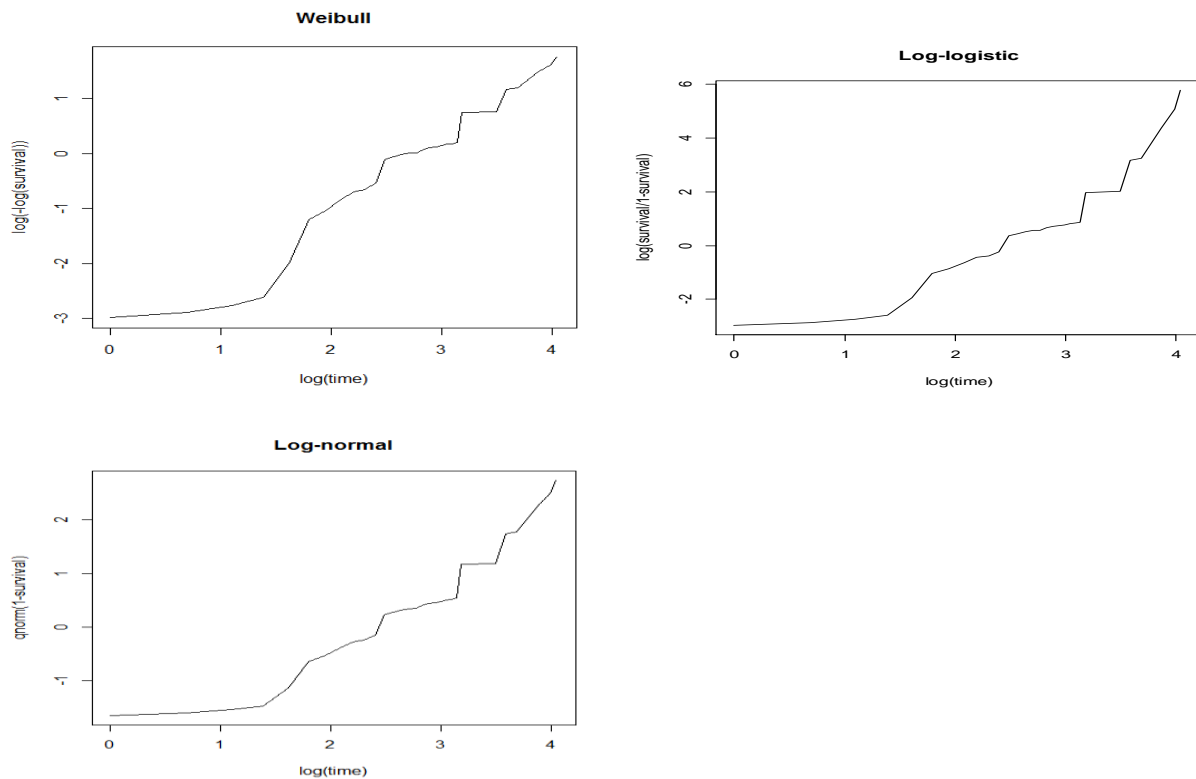 Weibull
log(-log(survival))
1
0
-1
-2
-3
0 1 2 3 4
log(time)
Log-logistic
log(survival/1-survival)
6
4
2
0
-2
0 1 2 3 4
log(time)
Log-normal
qnorm(1-survival)
2
1
0
-1
0 1 2 3 4
log(time)